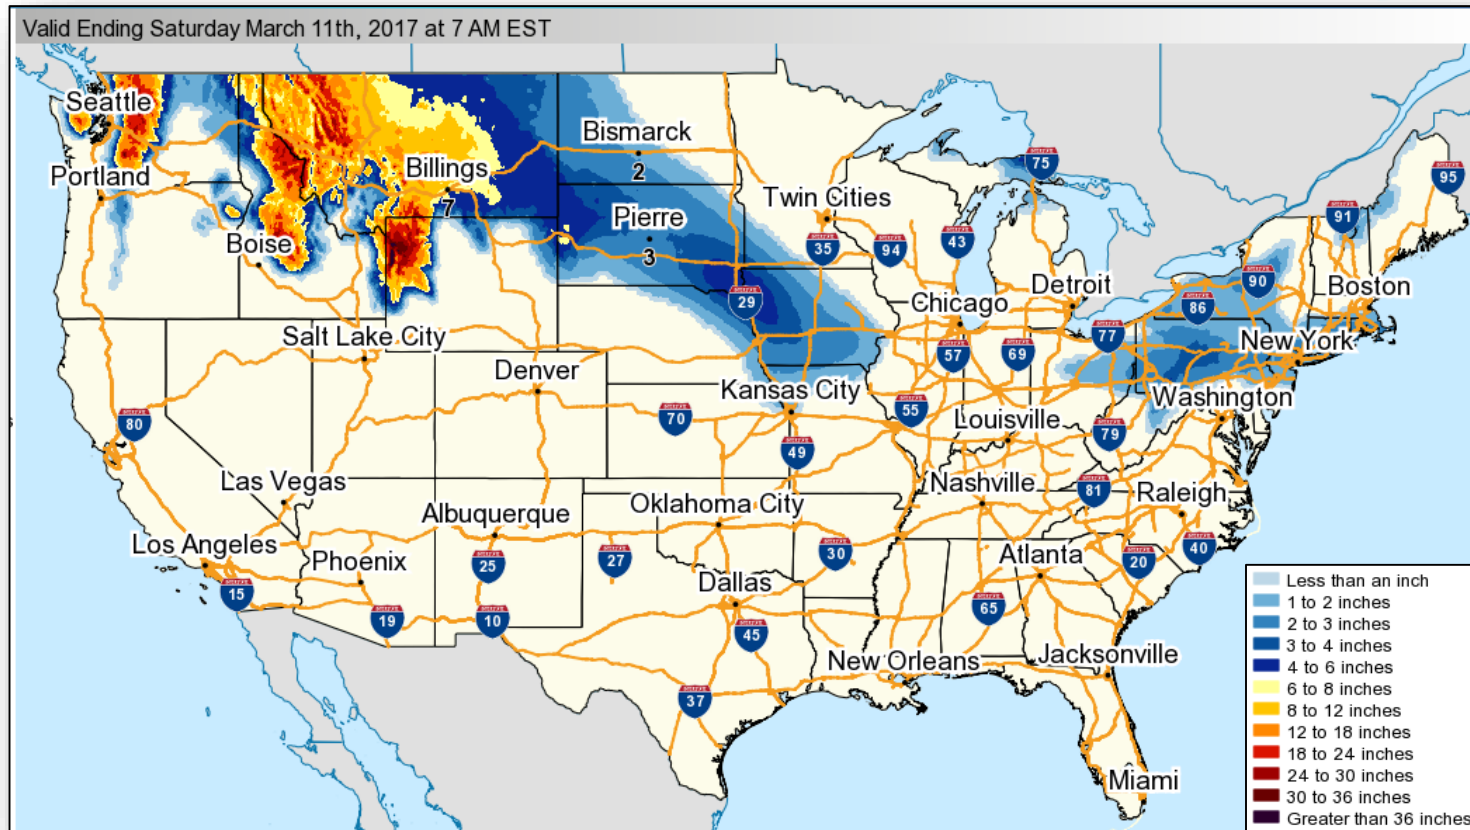 Valid Ending Saturday March 11th, 2017 at 7 AM EST
Seattle
Portland
Billings
7
Bismarck
2
Pierre
3
Twin Cities
75
95
91
35
94
43
Boise
29
Chicago
Detroit
90
86
Boston
Salt Lake City
77
New York
57
69
Denver
Kansas City
Washington
80
70
55
Louisville
79
49
Las Vegas
Nashville
81
Raleigh
Albuquerque
Oklahoma City
Los Angeles
Phoenix
25
27
30
Atlanta
20
40
15
Dallas
65
19
10
45
New Orleans
Jacksonville
37
Miami
Less than an inch
1 to 2 inches
2 to 3 inches
3 to 4 inches
4 to 6 inches
6 to 8 inches
8 to 12 inches
12 to 18 inches
18 to 24 inches
24 to 30 inches
30 to 36 inches
Greater than 36 inches